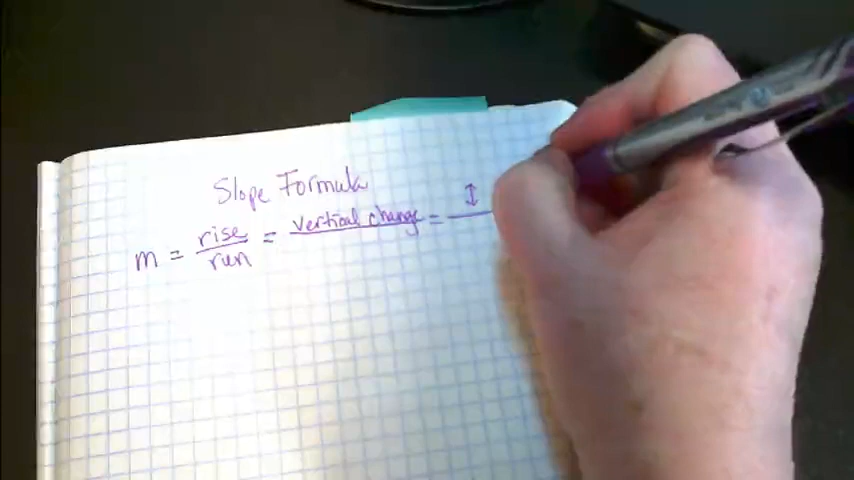 Slope Formula
m = rise/run = vertical change/ = ↕/